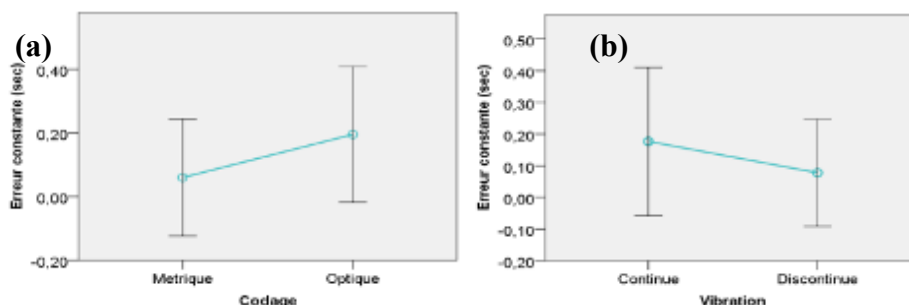 (a)
Erreur constante (sec)
0,40
0,20
0,00
-0,20
Metrique Optique
Codage
(b)
Erreur constante (sec)
0,50
0,40
0,30
0,20
0,10
0,00
-0,10
-0,20
Continue Discontinue
Vibration